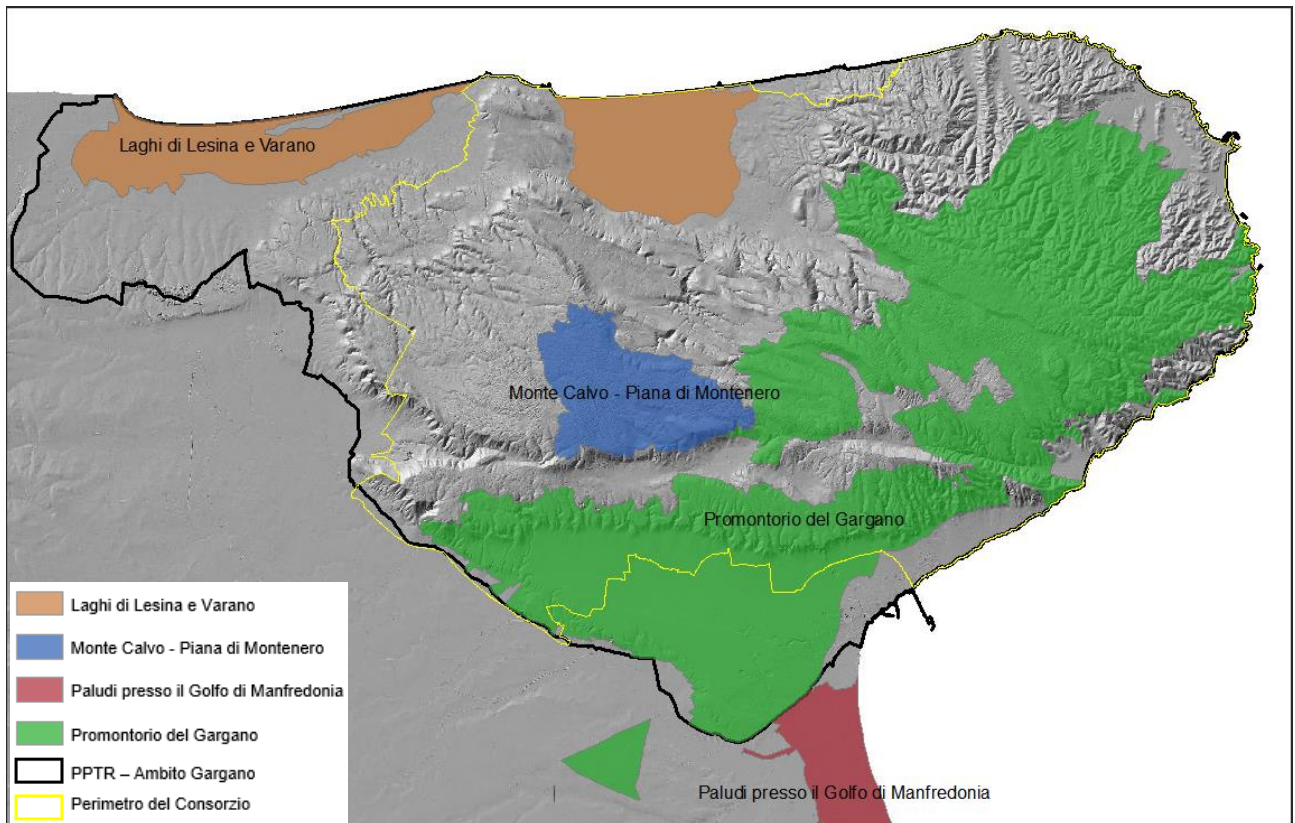 Laghi di Lesina e Varano
Monte Calvo - Piana di Montenero
Promontorio del Gargano
Paludi presso il Golfo di Manfredonia
Laghi di Lesina e Varano
Monte Calvo - Piana di Montenero
Paludi presso il Golfo di Manfredonia
Promontorio del Gargano
PPTR – Ambito Gargano
Perimetro del Consorzio